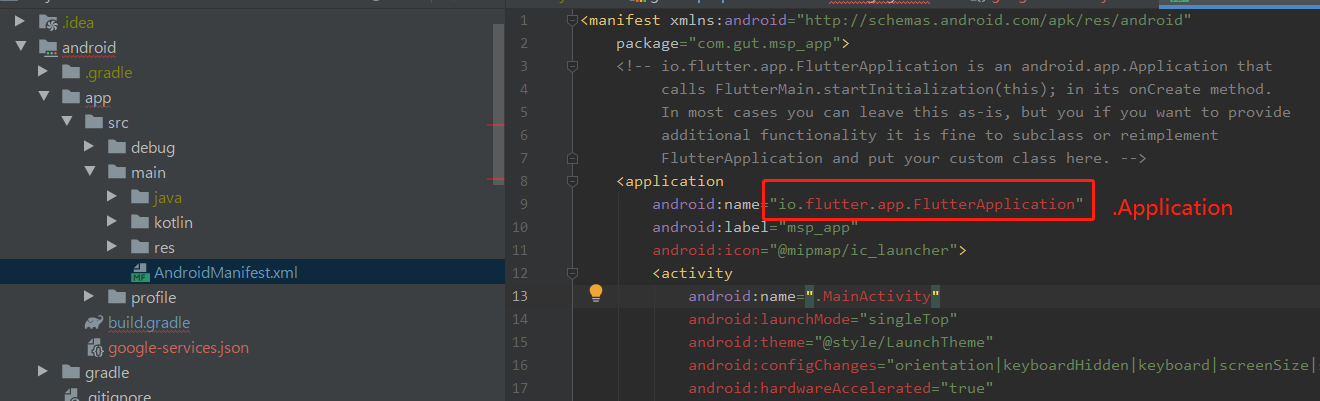 .idea
android
.gradle
app
src
debug
main
java
kotlin
res
AndroidManifest.xml
profile
build.gradle
google-services.json
gradle
.gitignore
1 <manifest xmlns:android="http://schemas.android.com/apk/res/android"
2 package="com.gut.msp_app">
3 <!-- io.flutter.app.FlutterApplication is an android.app.Application that
4 calls FlutterMain.startInitialization(this); in its onCreate method.
5 In most cases you can leave this as-is, but you if you want to provide
6 additional functionality it is fine to subclass or reimplement
7 FlutterApplication and put your custom class here. -->
8 <application
9 android:name="io.flutter.app.FlutterApplication" .Application
10 android:label="msp_app"
11 android:icon="@mipmap/ic_launcher">
12 <activity
13 android:name=".MainActivity"
14 android:launchMode="singleTop"
15 android:theme="@style/LaunchTheme"
16 android:configChanges="orientation|keyboardHidden|keyboard|screenSize|
17 android:hardwareAccelerated="true"